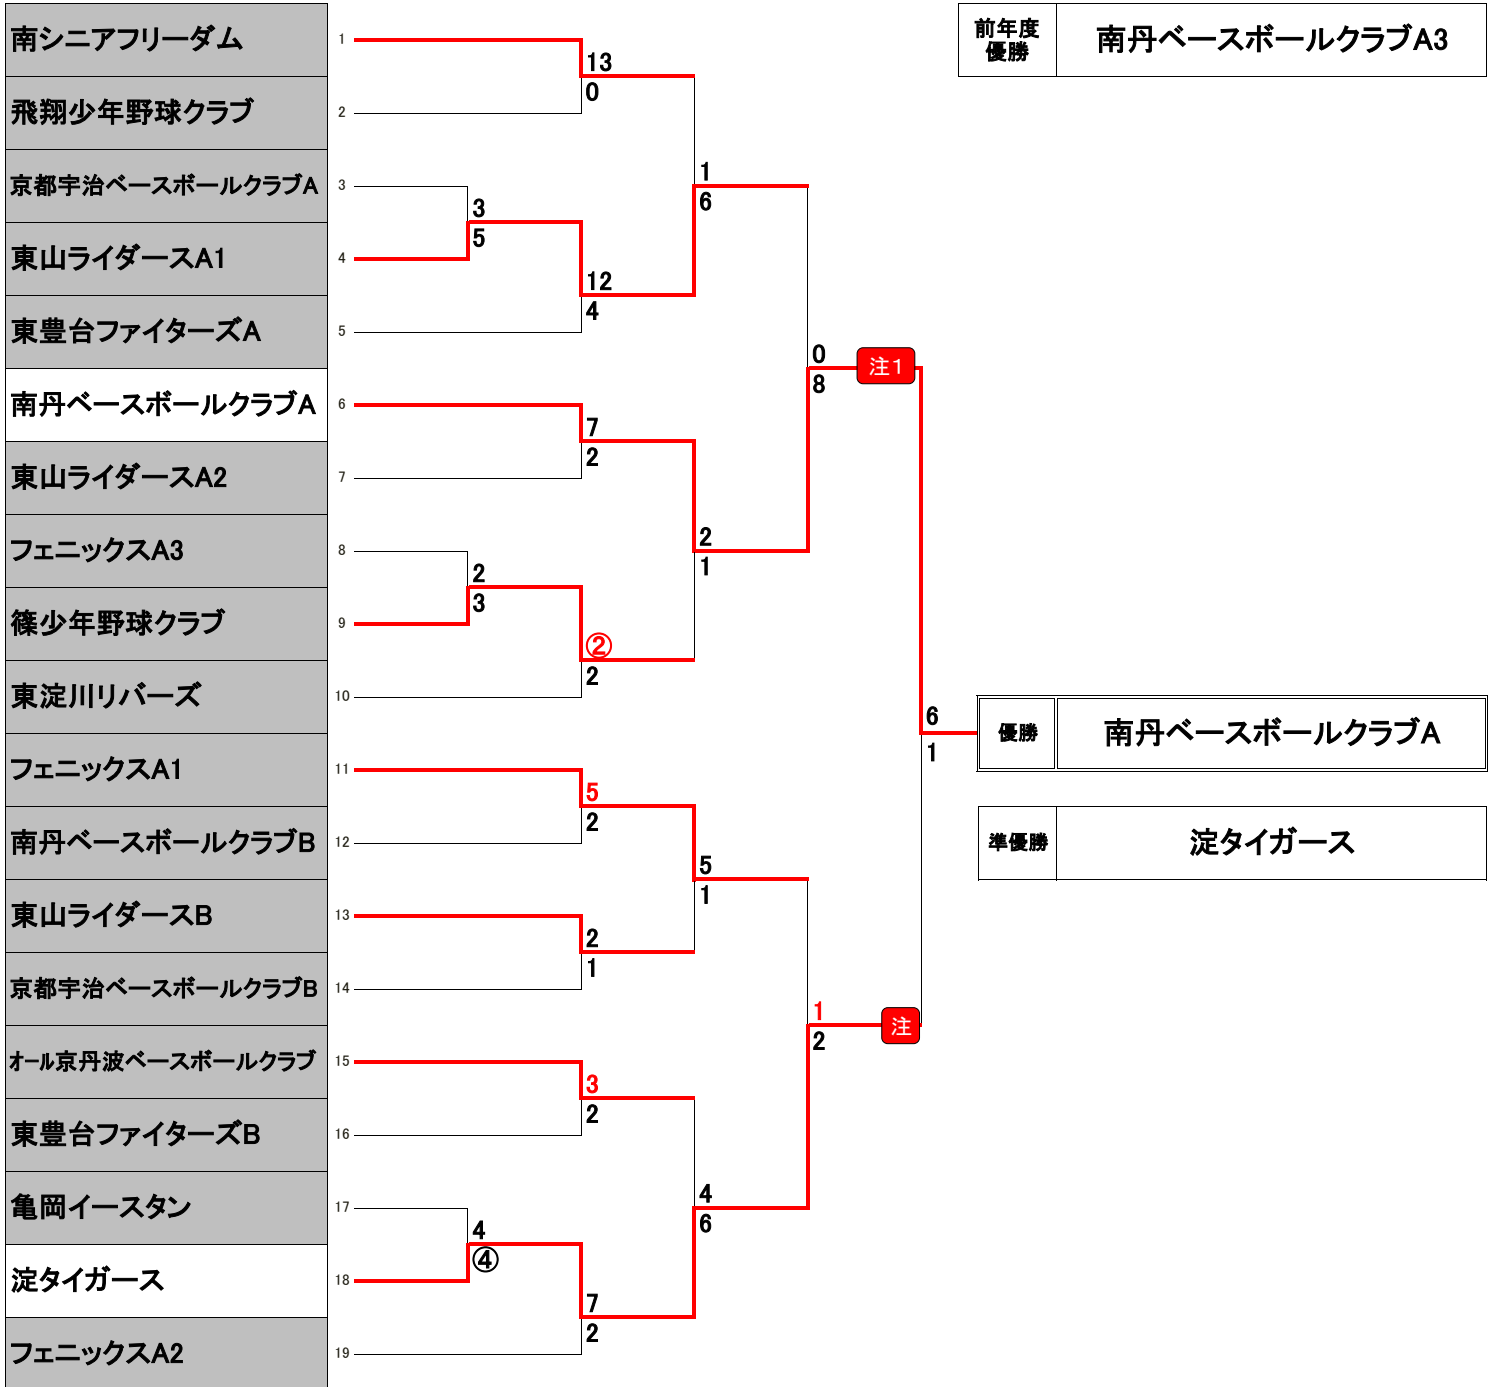 南シニアフリーダム
1
飛翔少年野球クラブ
2
13
0
京都宇治ベースボールクラブA
3
東山ライダースA1
4
3
5
東豊台ファイターズA
5
12
4
1
6
南丹ベースボールクラブA
6
東山ライダースA2
7
7
2
フェニックスA3
8
篠少年野球クラブ
9
2
3
東淀川リバーズ
10
②
2
2
1
0
8
注1
フェニックスA1
11
南丹ベースボールクラブB
12
5
2
東山ライダースB
13
京都宇治ベースボールクラブB
14
2
1
5
1
オール京丹波ベースボールクラブ
15
東豊台ファイターズB
16
3
2
亀岡イースタン
17
淀タイガース
18
4
④
フェニックスA2
19
7
2
4
6
1
2
注
6
1
前年度
優勝
南丹ベースボールクラブA3
優勝
南丹ベースボールクラブA
準優勝
淀タイガース